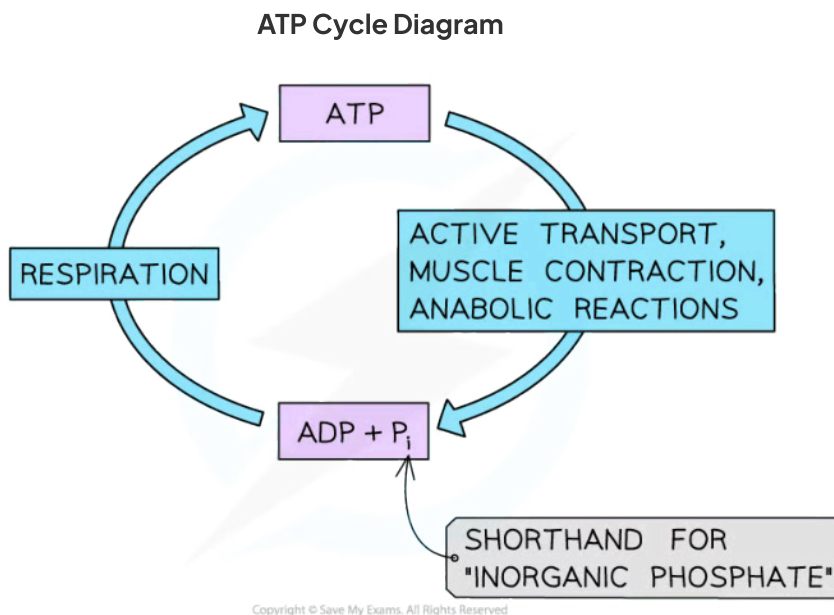 ATP Cycle Diagram
ATP
RESPIRATION
ACTIVE TRANSPORT,
MUSCLE CONTRACTION,
ANABOLIC REACTIONS
ADP + Pi
SHORTHAND FOR
"INORGANIC PHOSPHATE"
Copyright © Save My Exams. All Rights Reserved